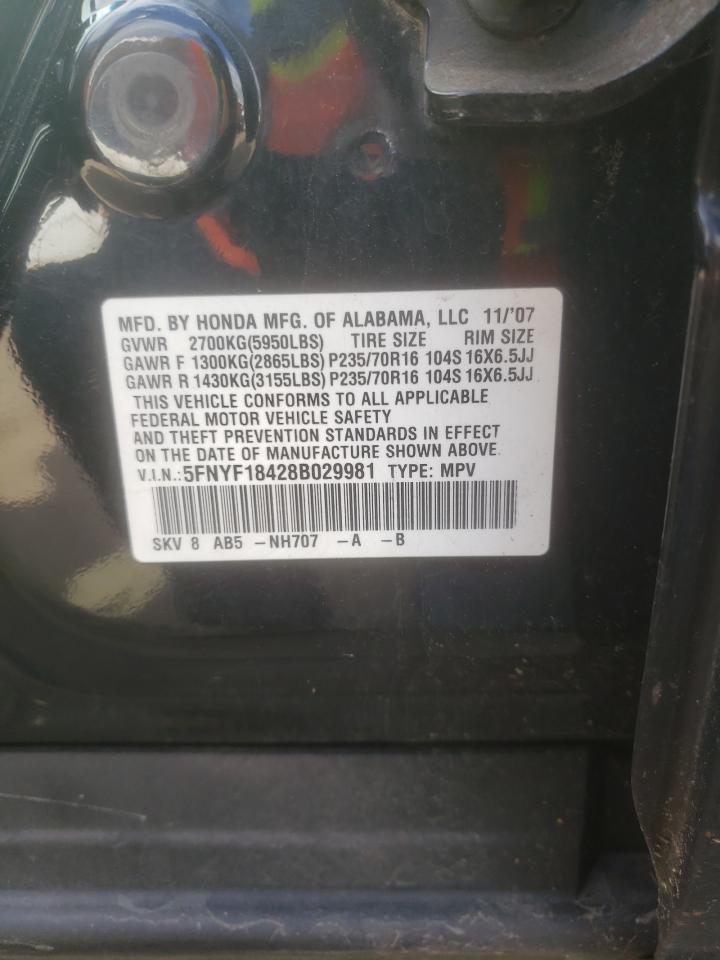 MFD. BY HONDA MFG. OF ALABAMA, LLC 11/'07
GVWR 2700KG(5950LBS) TIRE SIZE RIM SIZE
GAWR F 1300KG(2865LBS) P235/70R16 104S 16X6.5JJ
GAWR R 1430KG(3155LBS) P235/70R16 104S 16X6.5JJ
THIS VEHICLE CONFORMS TO ALL APPLICABLE
FEDERAL MOTOR VEHICLE SAFETY
AND THEFT PREVENTION STANDARDS IN EFFECT
ON THE DATE OF MANUFACTURE SHOWN ABOVE.
V.I.N.: 5FNYF18428B029981 TYPE: MPV
SKV 8 AB5 -NH707 -A -B